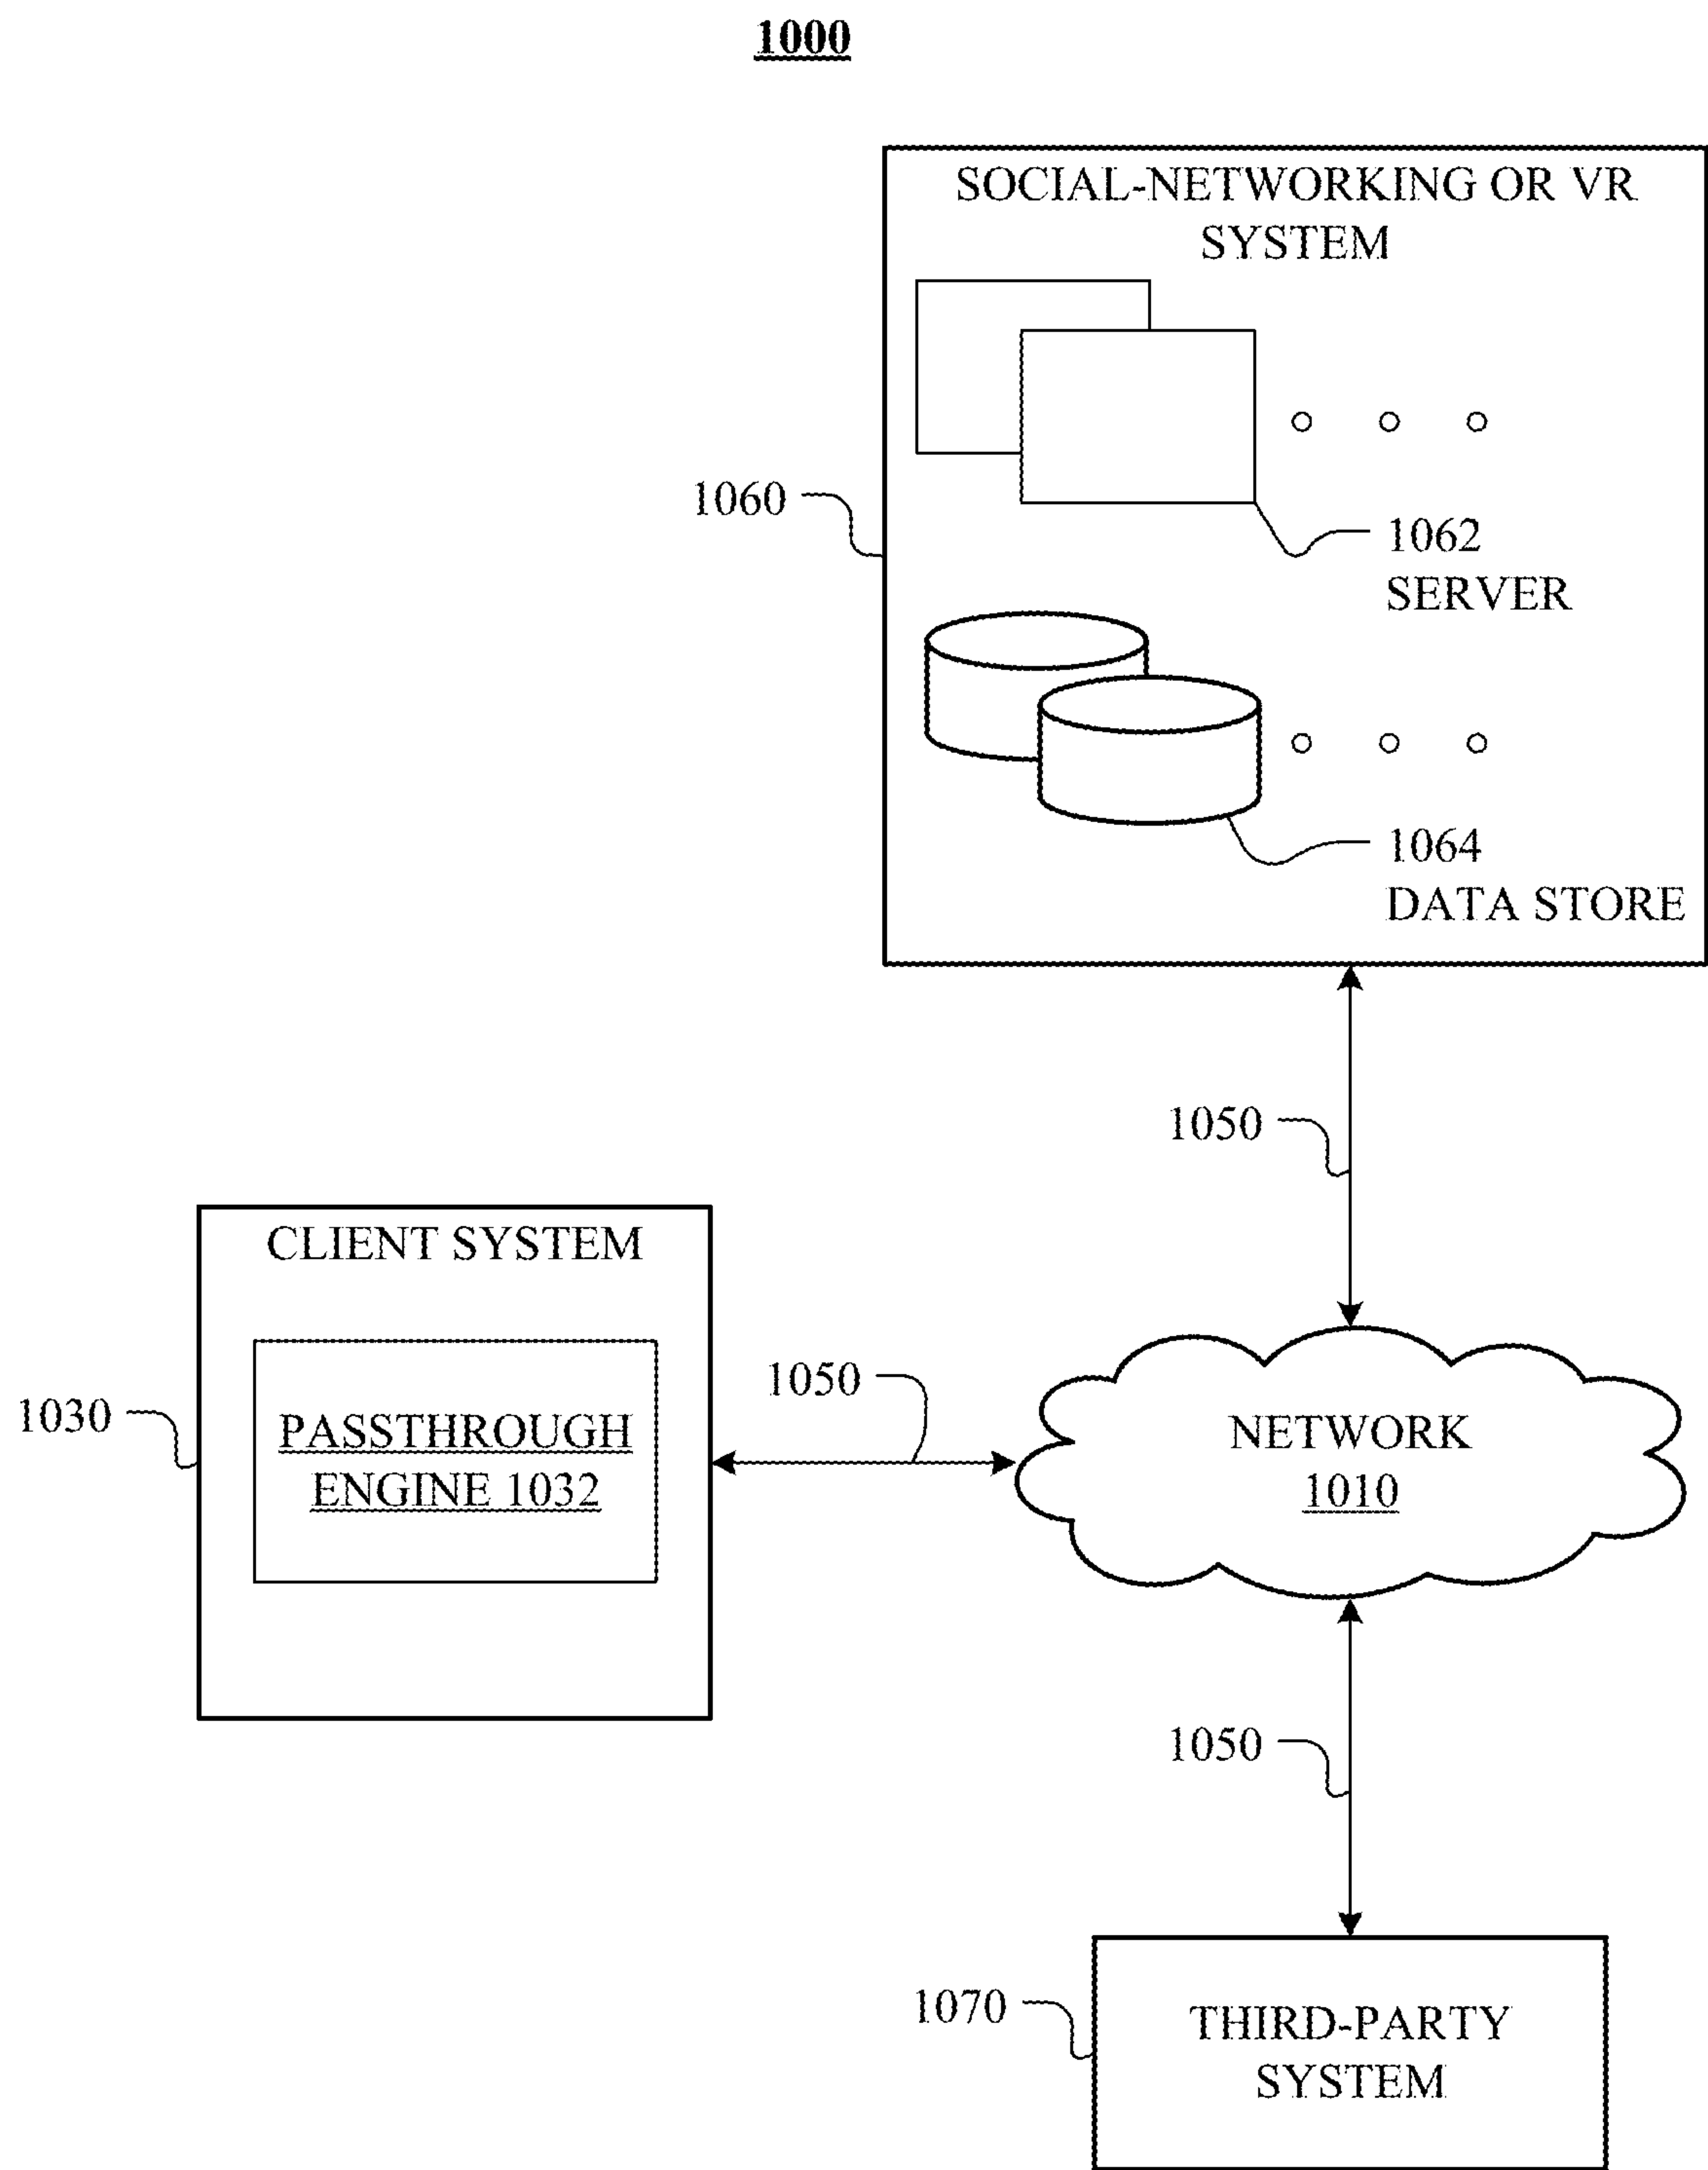 1000
SOCIAL-NETWORKING OR VR
SYSTEM
1060
1062
SERVER
1064
DATA STORE
1050
CLIENT SYSTEM
1030
PASSTHROUGH
ENGINE 1032
1050
NETWORK
1010
1050
1070
THIRD-PARTY
SYSTEM